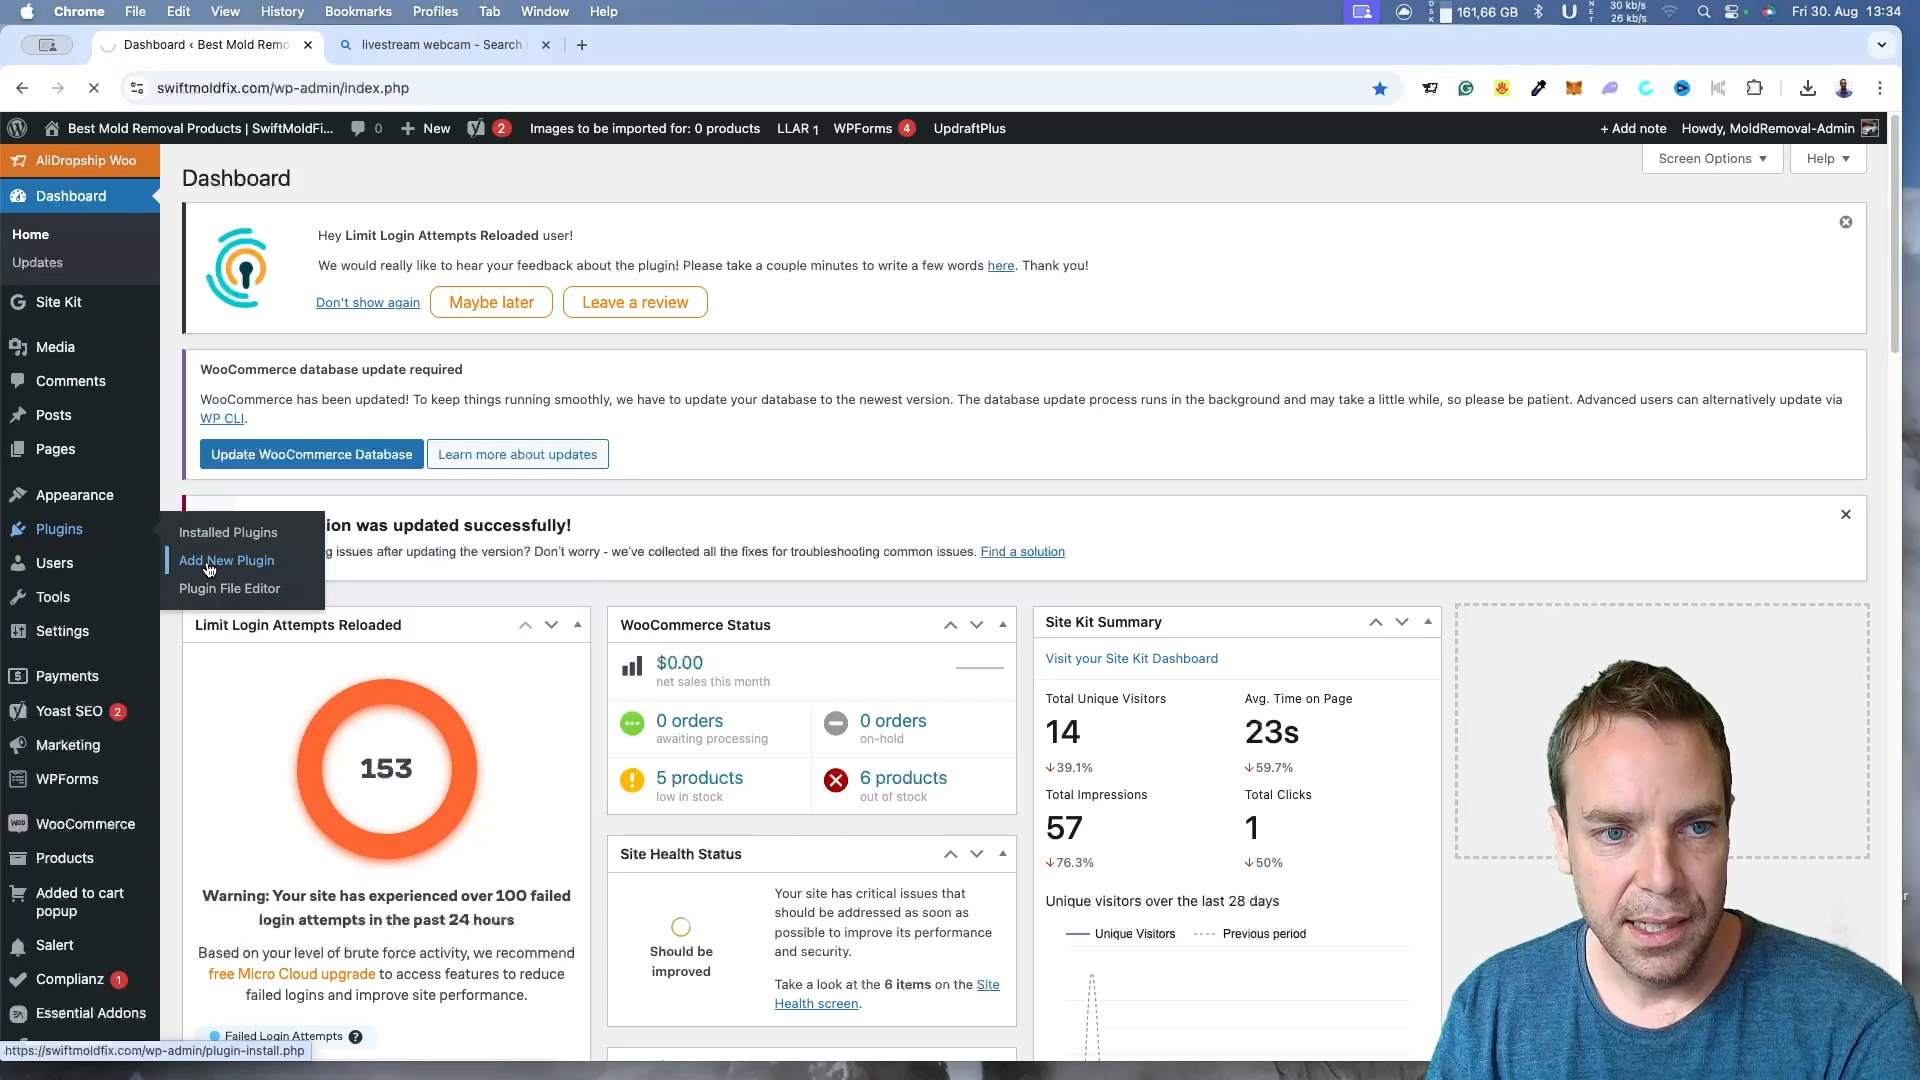 Chrome File Edit View History Bookmarks Profiles Tab Window Help
161,66 GB 30 kb/s 26 kb/s Fri 30. Aug 13:34
Dashboard ‹ Best Mold Remo livestream webcam - Search
swiftmoldfix.com/wp-admin/index.php
Best Mold Removal Products | SwiftMoldFi... 0 New 2 Images to be imported for: 0 products LLAR 1 WPForms 4 UpdraftPlus + Add note Howdy, MoldRemoval-Admin
AliDropship Woo
Dashboard
Home
Updates
Site Kit
Media
Comments
Posts
Pages
Appearance
Plugins
Users
Tools
Settings
Payments
Yoast SEO 2
Marketing
WPForms
WooCommerce
Products
Added to cart
popup
Salert
Complianz 1
Essential Addons
Installed Plugins
Add New Plugin
Plugin File Editor
Screen Options Help
Dashboard
Hey Limit Login Attempts Reloaded user!
We would really like to hear your feedback about the plugin! Please take a couple minutes to write a few words here. Thank you!
Don't show again Maybe later Leave a review
WooCommerce database update required
WooCommerce has been updated! To keep things running smoothly, we have to update your database to the newest version. The database update process runs in the background and may take a little while, so please be patient. Advanced users can alternatively update via
WP CLI.
Update WooCommerce Database Learn more about updates
ion was updated successfully!
g issues after updating the version? Don't worry - we've collected all the fixes for troubleshooting common issues. Find a solution
Limit Login Attempts Reloaded
153
Warning: Your site has experienced over 100 failed
login attempts in the past 24 hours
Based on your level of brute force activity, we recommend
free Micro Cloud upgrade to access features to reduce
failed logins and improve site performance.
Failed Login Attempts ?
WooCommerce Status
$0.00
net sales this month
0 orders
awaiting processing
0 orders
on-hold
5 products
low in stock
6 products
out of stock
Site Health Status
Should be
improved
Your site has critical issues that
should be addressed as soon as
possible to improve its performance
and security.
Take a look at the 6 items on the Site
Health screen.
Site Kit Summary
Visit your Site Kit Dashboard
Total Unique Visitors
14
39.1%
Avg. Time on Page
23s
59.7%
Total Impressions
57
76.3%
Total Clicks
1
50%
Unique visitors over the last 28 days
Unique Visitors Previous period
https://swiftmoldfix.com/wp-admin/plugin-install.php